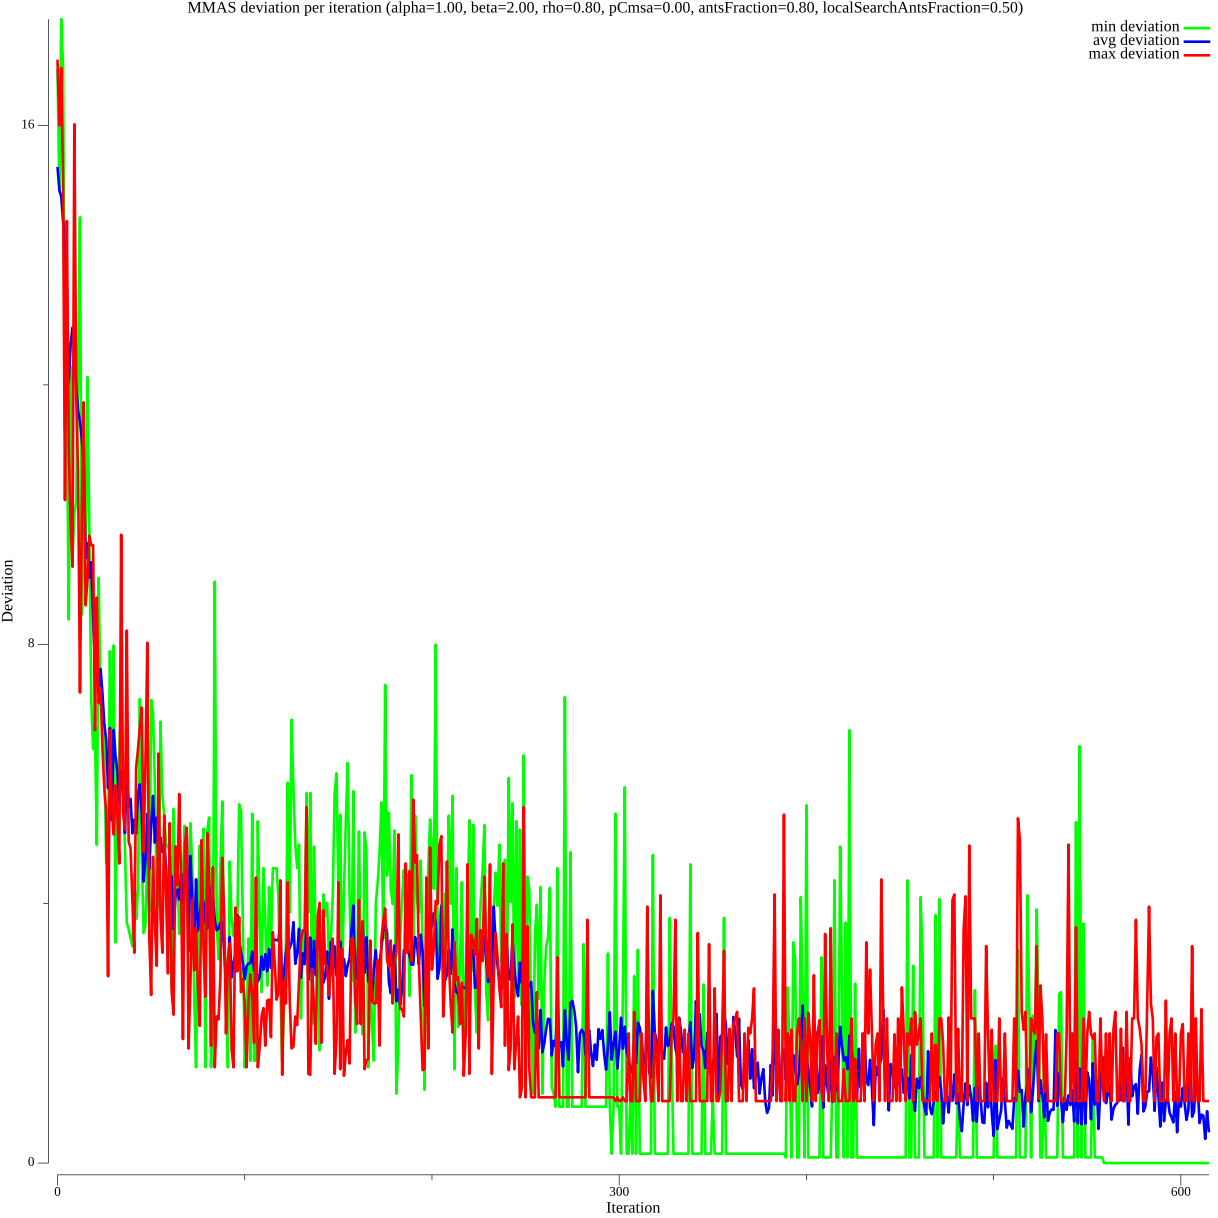 MMAS deviation per iteration (alpha=1.00, beta=2.00, rho=0.80, pCmsa=0.00, antsFraction=0.80, localSearchAntsFraction=0.50)
min deviation
avg deviation
max deviation
16
Deviation
8
0
0
300
600
Iteration